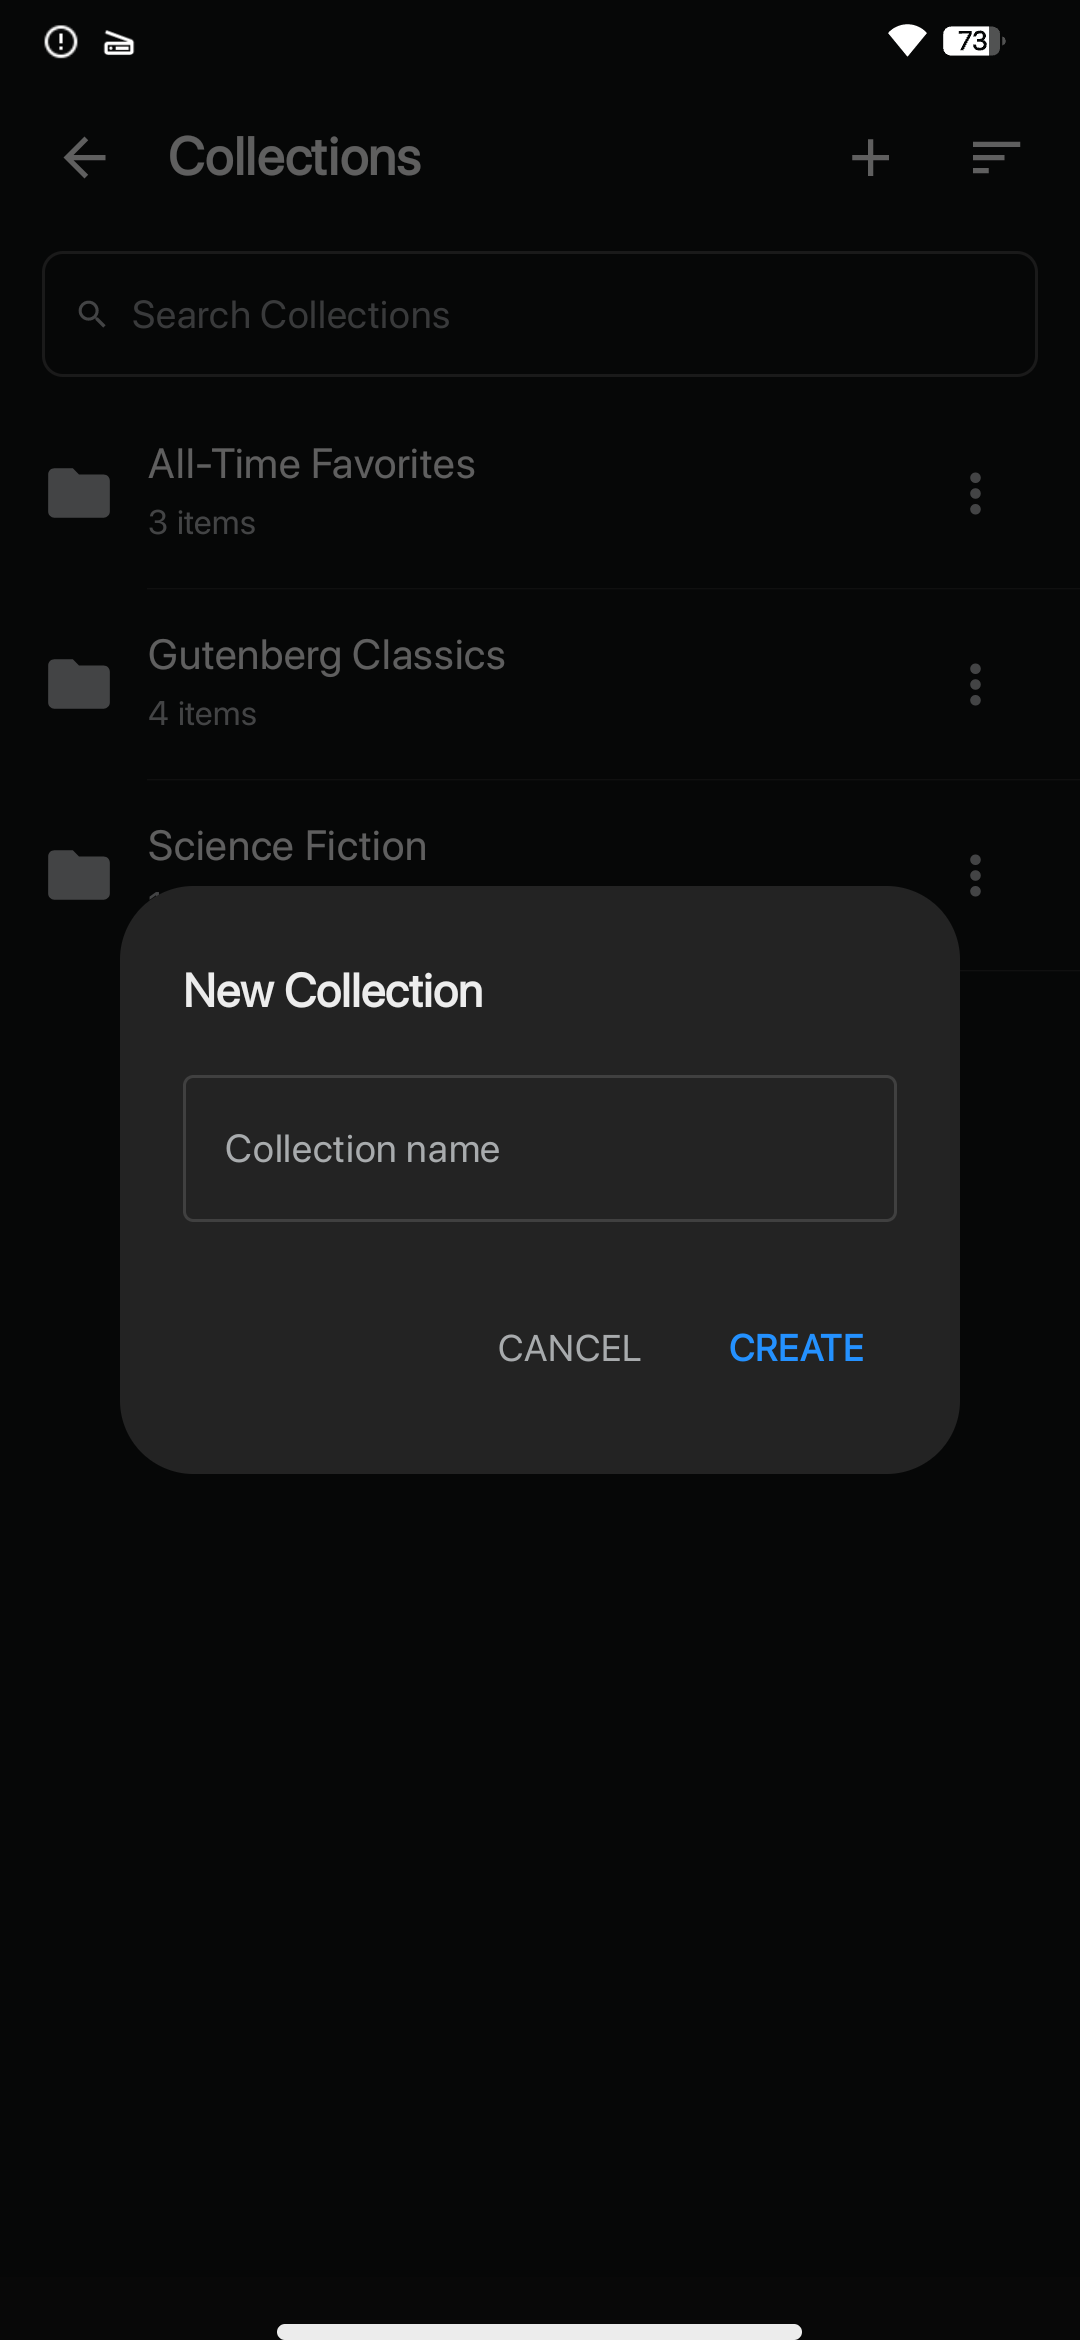 73
Collections
Search Collections
All-Time Favorites
3 items
Gutenberg Classics
4 items
Science Fiction
New Collection
Collection name
CANCEL
CREATE